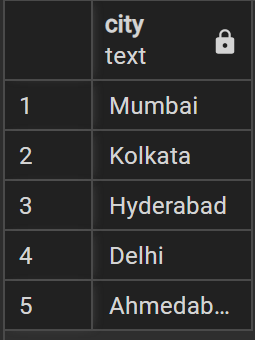 city
text
1 Mumbai
2 Kolkata
3 Hyderabad
4 Delhi
5 Ahmedab...